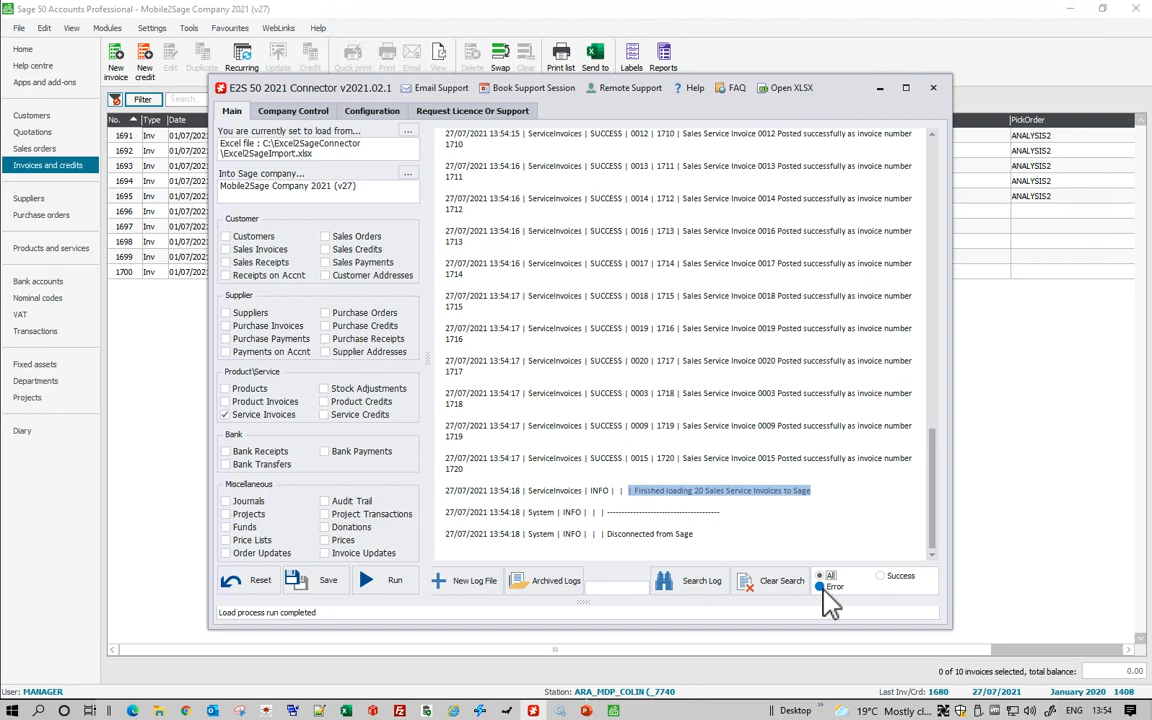 Sage 50 Accounts Professional - Mobile2Sage Company 2021 (v27)
File Edit View Modules Settings Tools Favourites WebLinks Help
New invoice
New credit
Edit
Duplicate
Recurring
Update
Credit
Quick print
Print
Email
View
Delete
Swap
Clear
Print list
Send to
Labels
Reports
Home
Help centre
Apps and add-ons
Customers
Quotations
Sales orders
Invoices and credits
Suppliers
Purchase orders
Products and services
Bank accounts
Nominal codes
VAT
Transactions
Fixed assets
Departments
Projects
Diary
Filter Search...
No. Type Date
1691 Inv 01/07/2021
1692 Inv 01/07/2021
1693 Inv 01/07/2021
1694 Inv 01/07/2021
1695 Inv 01/07/2021
1696 Inv 01/07/2021
1697 Inv 01/07/2021
1698 Inv 01/07/2021
1699 Inv 01/07/2021
1700 Inv 01/07/2021
PickOrder
ANALYSIS2
ANALYSIS2
ANALYSIS2
ANALYSIS2
ANALYSIS2
E2S 50 2021 Connector v2021.02.1 Email Support Book Support Session Remote Support Help FAQ Open XLSX
Main Company Control Configuration Request Licence Or Support
You are currently set to load from... ...
Excel file : C:\Excel2SageConnector
\Excel2SageImport.xlsx
Into Sage company... ...
Mobile2Sage Company 2021 (v27)
Customer
Customers Sales Orders
Sales Invoices Sales Credits
Sales Receipts Sales Payments
Receipts on Accnt Customer Addresses
Supplier
Suppliers Purchase Orders
Purchase Invoices Purchase Credits
Purchase Payments Purchase Receipts
Payments on Accnt Supplier Addresses
Product\Service
Products Stock Adjustments
Product Invoices Product Credits
Service Invoices Service Credits
Bank
Bank Receipts Bank Payments
Bank Transfers
Miscellaneous
Journals Audit Trail
Projects Project Transactions
Funds Donations
Price Lists Prices
Order Updates Invoice Updates
Reset Save Run
27/07/2021 13:54:15 | ServiceInvoices | SUCCESS | 0012 | 1710 | Sales Service Invoice 0012 Posted successfully as invoice number
1710
27/07/2021 13:54:16 | ServiceInvoices | SUCCESS | 0013 | 1711 | Sales Service Invoice 0013 Posted successfully as invoice number
1711
27/07/2021 13:54:16 | ServiceInvoices | SUCCESS | 0014 | 1712 | Sales Service Invoice 0014 Posted successfully as invoice number
1712
27/07/2021 13:54:16 | ServiceInvoices | SUCCESS | 0016 | 1713 | Sales Service Invoice 0016 Posted successfully as invoice number
1713
27/07/2021 13:54:16 | ServiceInvoices | SUCCESS | 0017 | 1714 | Sales Service Invoice 0017 Posted successfully as invoice number
1714
27/07/2021 13:54:17 | ServiceInvoices | SUCCESS | 0018 | 1715 | Sales Service Invoice 0018 Posted successfully as invoice number
1715
27/07/2021 13:54:17 | ServiceInvoices | SUCCESS | 0019 | 1716 | Sales Service Invoice 0019 Posted successfully as invoice number
1716
27/07/2021 13:54:17 | ServiceInvoices | SUCCESS | 0020 | 1717 | Sales Service Invoice 0020 Posted successfully as invoice number
1717
27/07/2021 13:54:17 | ServiceInvoices | SUCCESS | 0003 | 1718 | Sales Service Invoice 0003 Posted successfully as invoice number
1718
27/07/2021 13:54:17 | ServiceInvoices | SUCCESS | 0009 | 1719 | Sales Service Invoice 0009 Posted successfully as invoice number
1719
27/07/2021 13:54:17 | ServiceInvoices | SUCCESS | 0015 | 1720 | Sales Service Invoice 0015 Posted successfully as invoice number
1720
27/07/2021 13:54:18 | ServiceInvoices | INFO | | | Finished loading 20 Sales Service Invoices to Sage
27/07/2021 13:54:18 | System | INFO | | | ---------------------------------------
27/07/2021 13:54:18 | System | INFO | | | Disconnected from Sage
New Log File Archived Logs Search Log Clear Search All Success
Error
Load process run completed
0 of 10 invoices selected, total balance: 0.00
User: MANAGER Station: ARA_MDP_COLIN (_7740 Last Inv/Crd: 1680 27/07/2021 January 2020 1408
Desktop 19°C Mostly cl... ENG 13:54